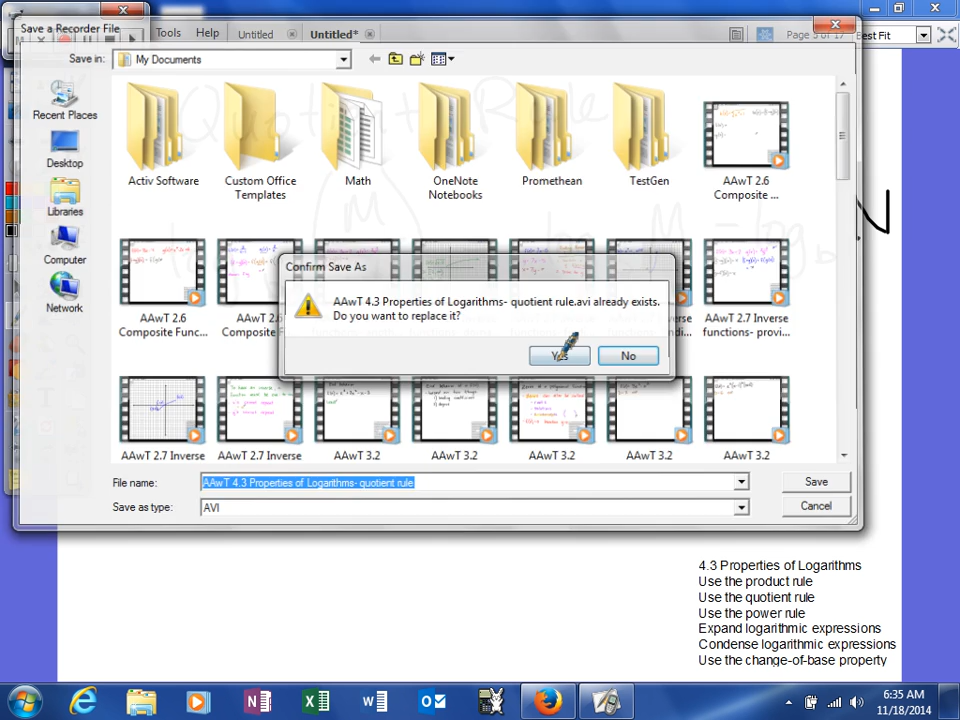 Save a Recorder File
Tools Help Untitled Untitled*
Best Fit
Save in: My Documents
Quotient Rule
Recent Places
Desktop
Libraries
Computer
Network
Activ Software
Custom Office
Templates
Math
OneNote
Notebooks
Promethean
TestGen
AAwT 2.6
Composite ...
AAwT 2.6
Composite Func...
AAwT 2.6
AAwT 2.7 Inverse
functions- provi...
Confirm Save As
AAwT 4.3 Properties of Logarithms- quotient rule.avi already exists.
Do you want to replace it?
Yes No
AAwT 2.7 Inverse
AAwT 2.7 Inverse
AAwT 3.2
AAwT 3.2
AAwT 3.2
AAwT 3.2
AAwT 3.2
File name: AAwT 4.3 Properties of Logarithms- quotient rule Save
Save as type: AVI Cancel
4.3 Properties of Logarithms
Use the product rule
Use the quotient rule
Use the power rule
Expand logarithmic expressions
Condense logarithmic expressions
Use the change-of-base property
6:35 AM
11/18/2014